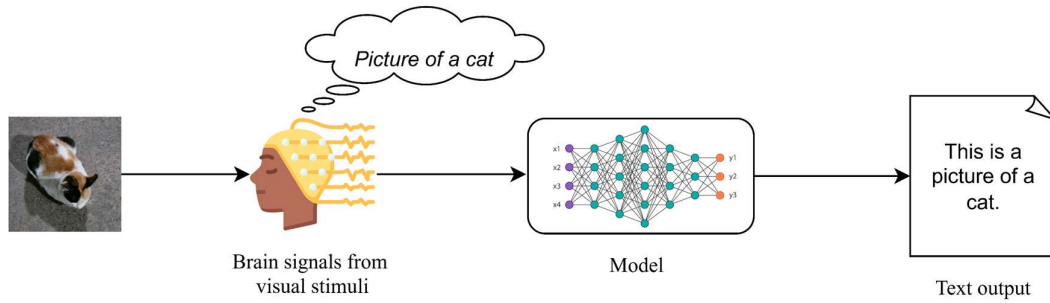 Picture of a cat
x1
x2
x3
x4
y1
y2
y3
This is a
picture of a
cat.
Brain signals from
visual stimuli
Model
Text output